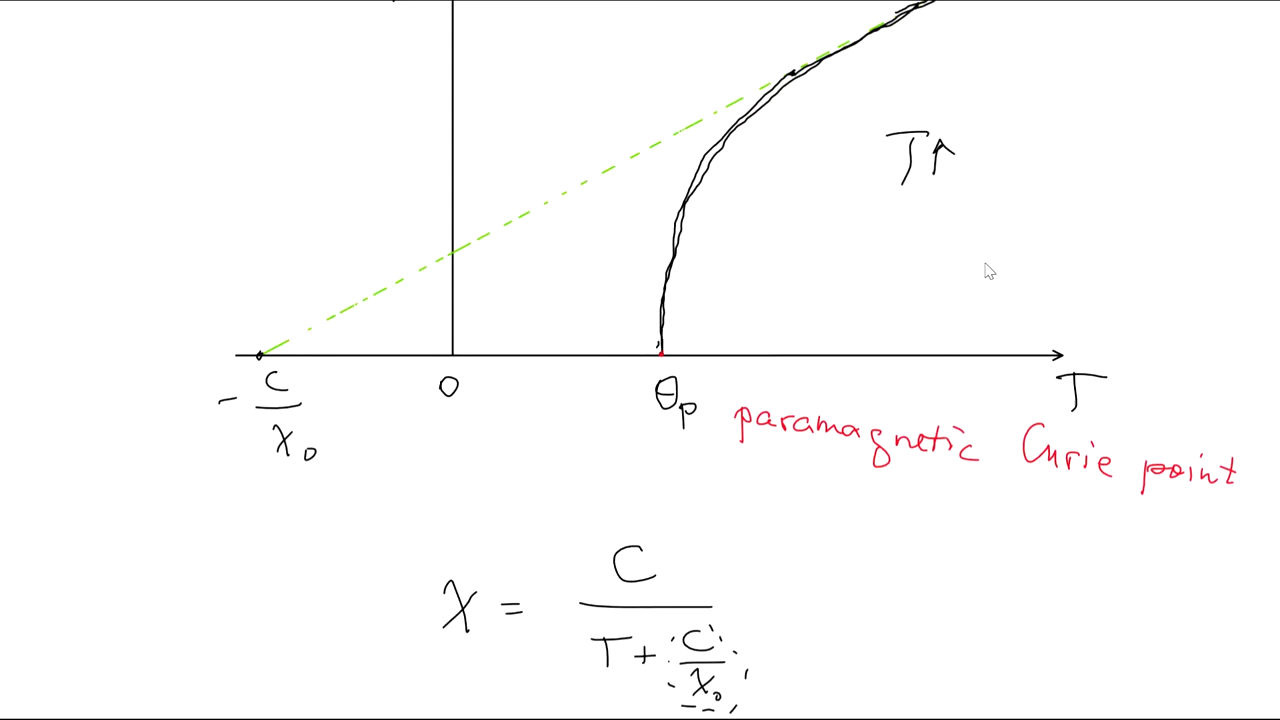 T↑
- C/χ₀ 0 θp T
paramagnetic Curie point
χ = C / (T + C/χ₀)